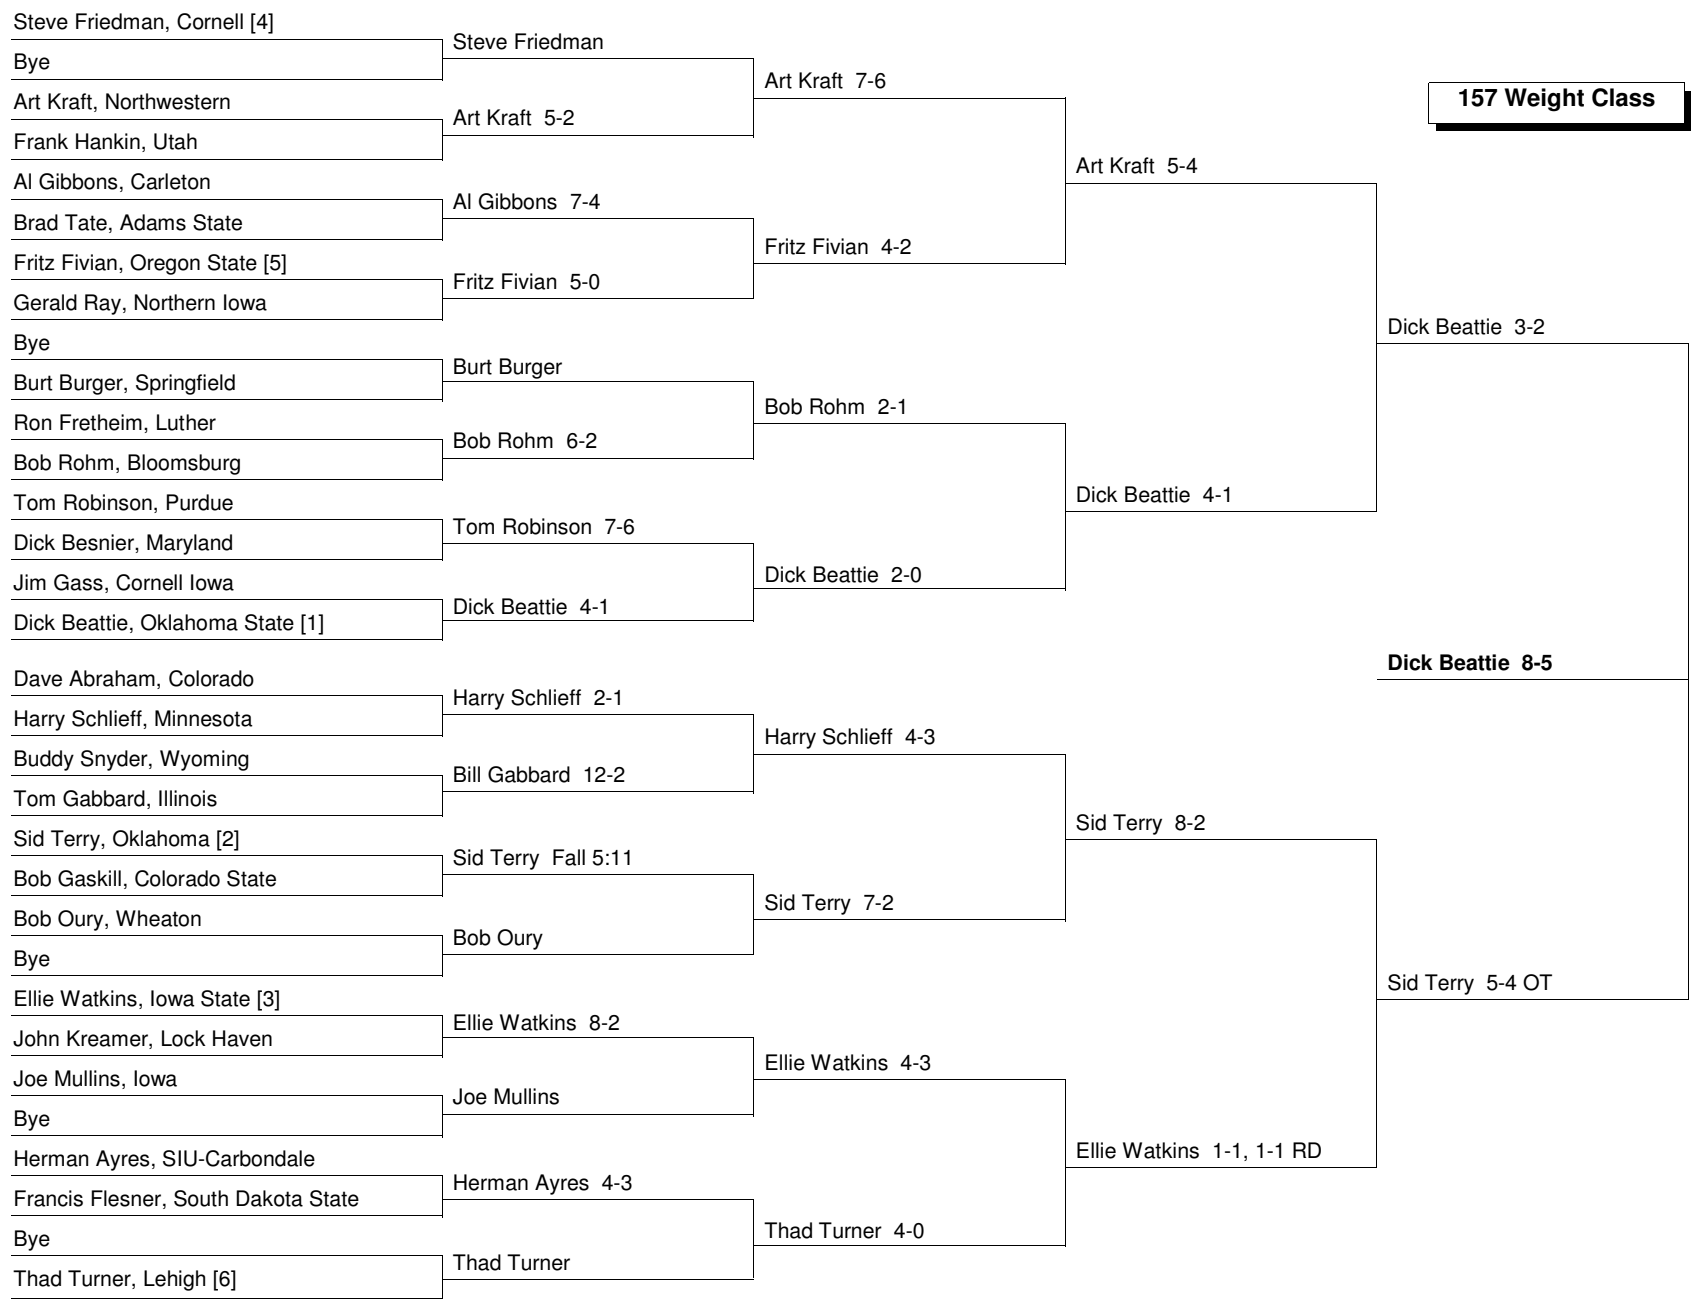 Steve Friedman, Cornell [4]
Bye
Art Kraft, Northwestern
Frank Hankin, Utah
Al Gibbons, Carleton
Brad Tate, Adams State
Fritz Fivian, Oregon State [5]
Gerald Ray, Northern Iowa
Bye
Burt Burger, Springfield
Ron Fretheim, Luther
Bob Rohm, Bloomsburg
Tom Robinson, Purdue
Dick Besnier, Maryland
Jim Gass, Cornell Iowa
Dick Beattie, Oklahoma State [1]
Dave Abraham, Colorado
Harry Schlieff, Minnesota
Buddy Snyder, Wyoming
Tom Gabbard, Illinois
Sid Terry, Oklahoma [2]
Bob Gaskill, Colorado State
Bob Oury, Wheaton
Bye
Ellie Watkins, Iowa State [3]
John Kreamer, Lock Haven
Joe Mullins, Iowa
Bye
Herman Ayres, SIU-Carbondale
Francis Flesner, South Dakota State
Bye
Thad Turner, Lehigh [6]
Steve Friedman
Art Kraft 5-2
Al Gibbons 7-4
Fritz Fivian 5-0
Burt Burger
Bob Rohm 6-2
Tom Robinson 7-6
Dick Beattie 4-1
Harry Schlieff 2-1
Bill Gabbard 12-2
Sid Terry Fall 5:11
Bob Oury
Ellie Watkins 8-2
Joe Mullins
Herman Ayres 4-3
Thad Turner
Art Kraft 7-6
Fritz Fivian 4-2
Bob Rohm 2-1
Dick Beattie 2-0
Harry Schlieff 4-3
Sid Terry 7-2
Ellie Watkins 4-3
Thad Turner 4-0
Art Kraft 5-4
Dick Beattie 4-1
Sid Terry 8-2
Ellie Watkins 1-1, 1-1 RD
157 Weight Class
Dick Beattie 3-2
Dick Beattie 8-5
Sid Terry 5-4 OT